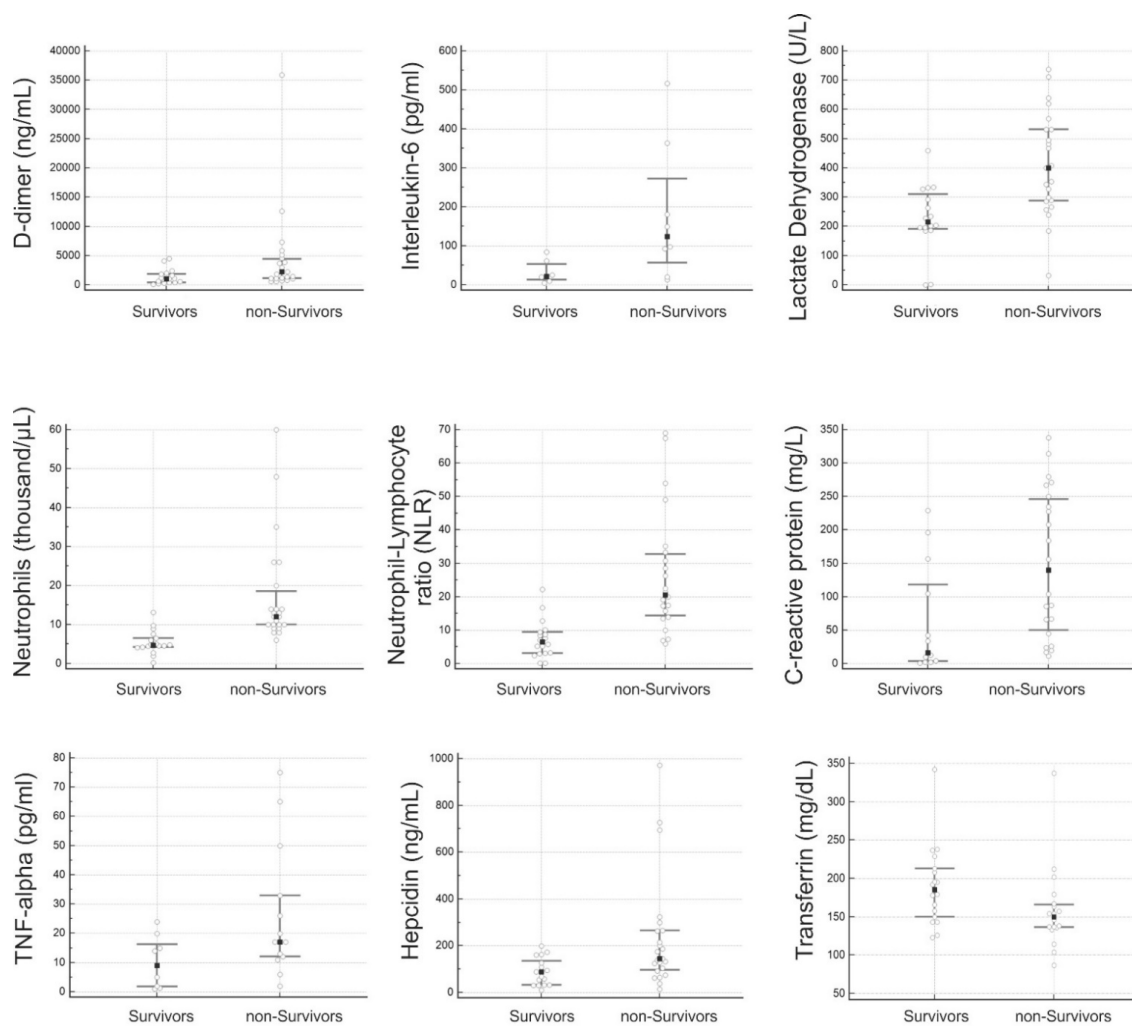 D-dimer (ng/mL)
40000
35000
30000
25000
20000
15000
10000
5000
0
Survivors
non-Survivors
Interleukin-6 (pg/ml)
600
500
400
300
200
100
0
Survivors
non-Survivors
Lactate Dehydrogenase (U/L)
800
700
600
500
400
300
200
100
0
Survivors
non-Survivors
Neutrophils (thousand/µL)
60
50
40
30
20
10
0
Survivors
non-Survivors
Neutrophil-Lymphocyte
ratio (NLR)
70
60
50
40
30
20
10
0
Survivors
non-Survivors
C-reactive protein (mg/L)
350
300
250
200
150
100
50
0
Survivors
non-Survivors
TNF-alpha (pg/ml)
80
70
60
50
40
30
20
10
0
Survivors
non-Survivors
Hepcidin (ng/mL)
1000
800
600
400
200
0
Survivors
non-Survivors
Transferrin (mg/dL)
350
300
250
200
150
100
50
Survivors
non-Survivors